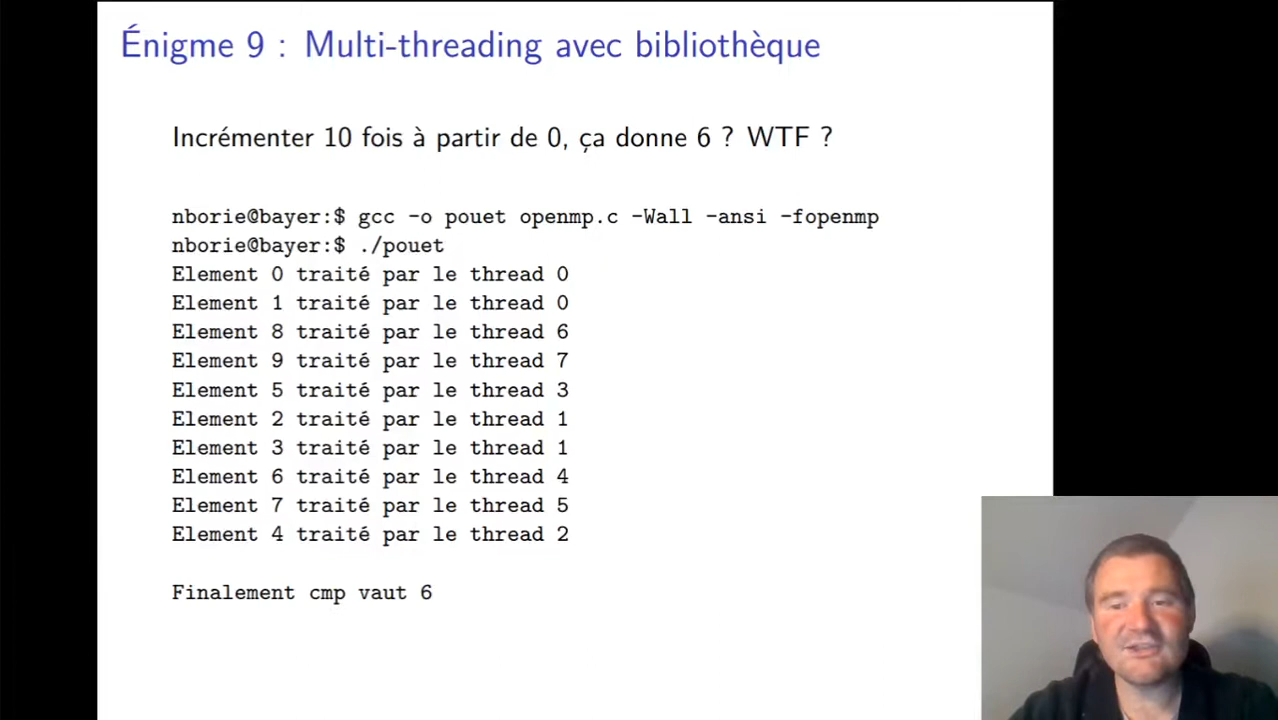 Énigme 9 : Multi-threading avec bibliothèque
Incrémenter 10 fois à partir de 0, ça donne 6 ? WTF ?
nborie@bayer:$ gcc -o pouet openmp.c -Wall -ansi -fopenmp
nborie@bayer:$ ./pouet
Element 0 traité par le thread 0
Element 1 traité par le thread 0
Element 8 traité par le thread 6
Element 9 traité par le thread 7
Element 5 traité par le thread 3
Element 2 traité par le thread 1
Element 3 traité par le thread 1
Element 6 traité par le thread 4
Element 7 traité par le thread 5
Element 4 traité par le thread 2
Finalement cmp vaut 6